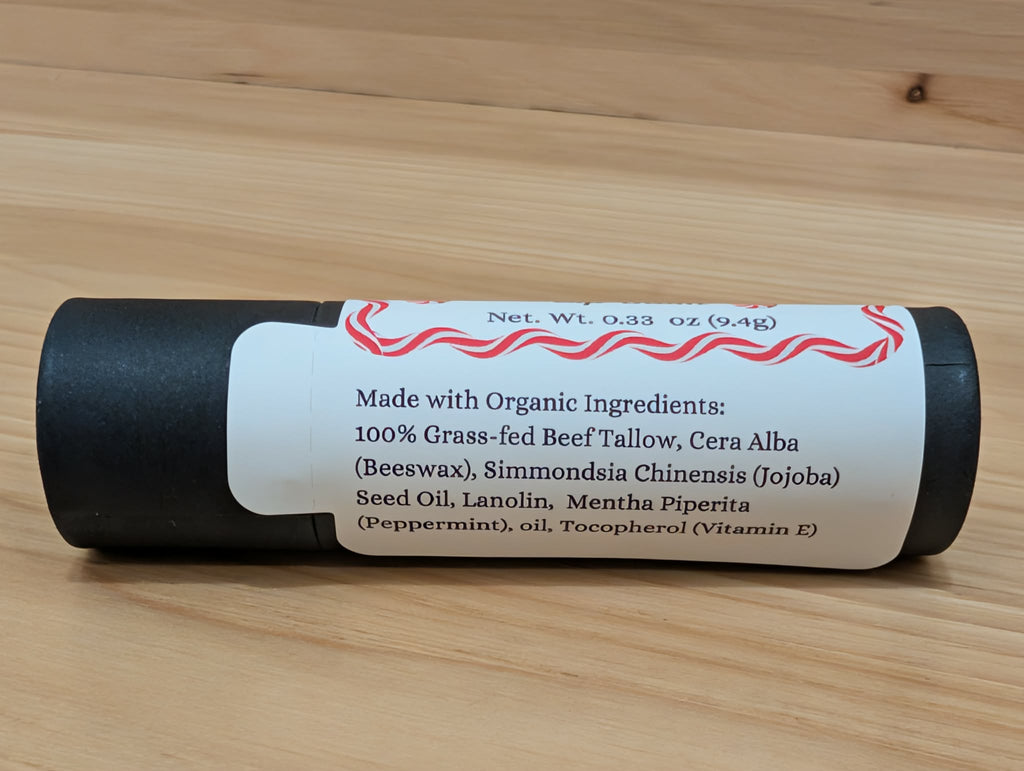 Net. Wt. 0.33 oz (9.4g)
Made with Organic Ingredients:
100% Grass-fed Beef Tallow, Cera Alba
(Beeswax), Simmondsia Chinensis (Jojoba)
Seed Oil, Lanolin, Mentha Piperita
(Peppermint), oil, Tocopherol (Vitamin E)